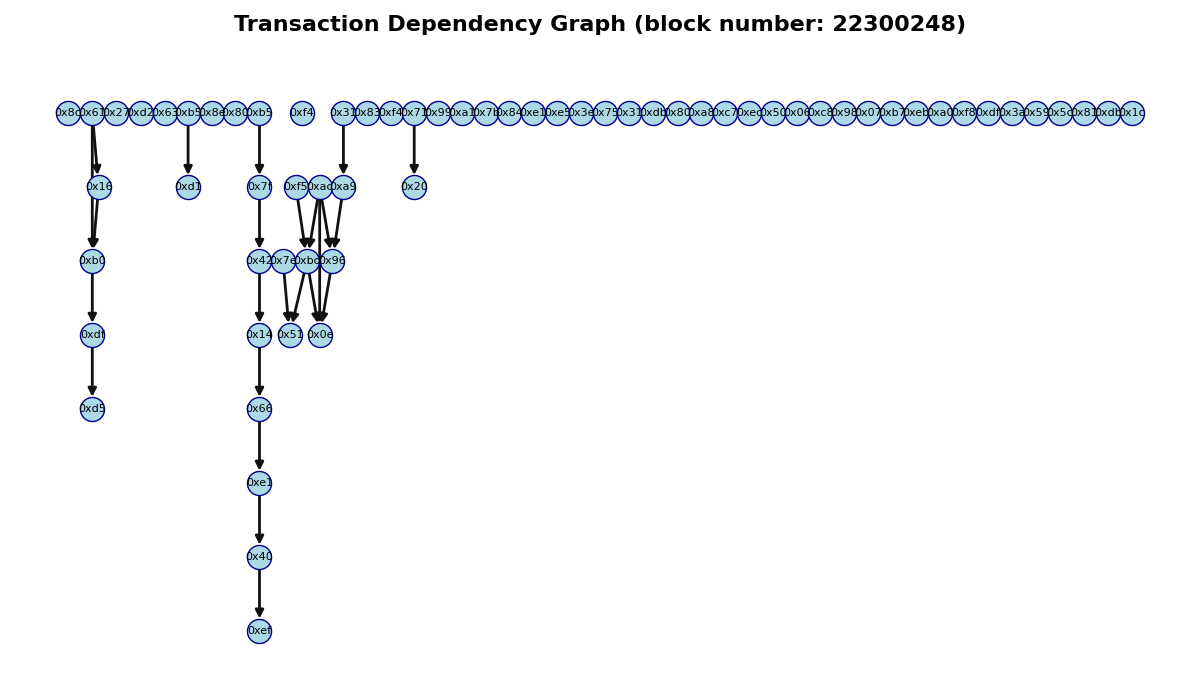 Transaction Dependency Graph (block number: 22300248)
0x8c 0x61 0x27 0xd2 0x63 0xb5 0x8e 0x80 0xb5 0xf4 0x31 0x83 0xf4 0x71 0x99 0xa1 0x7b 0x84 0xe1 0xe5 0x3e 0x75 0x31 0xdb 0x80 0xa8 0xc7 0xec 0x50 0x06 0xc8 0x98 0x07 0xb7 0xeb 0xa0 0xf8 0xdf 0x3a 0x59 0x5c 0x81 0xdb 0x1c
0x16 0xd1 0x7f 0xf5 0xac 0xa9 0x20
0xb0 0x42 0x7e 0xbc 0x96
0xdf 0x14 0x51 0x0e
0xd5 0x66
0xe1
0x40
0xef